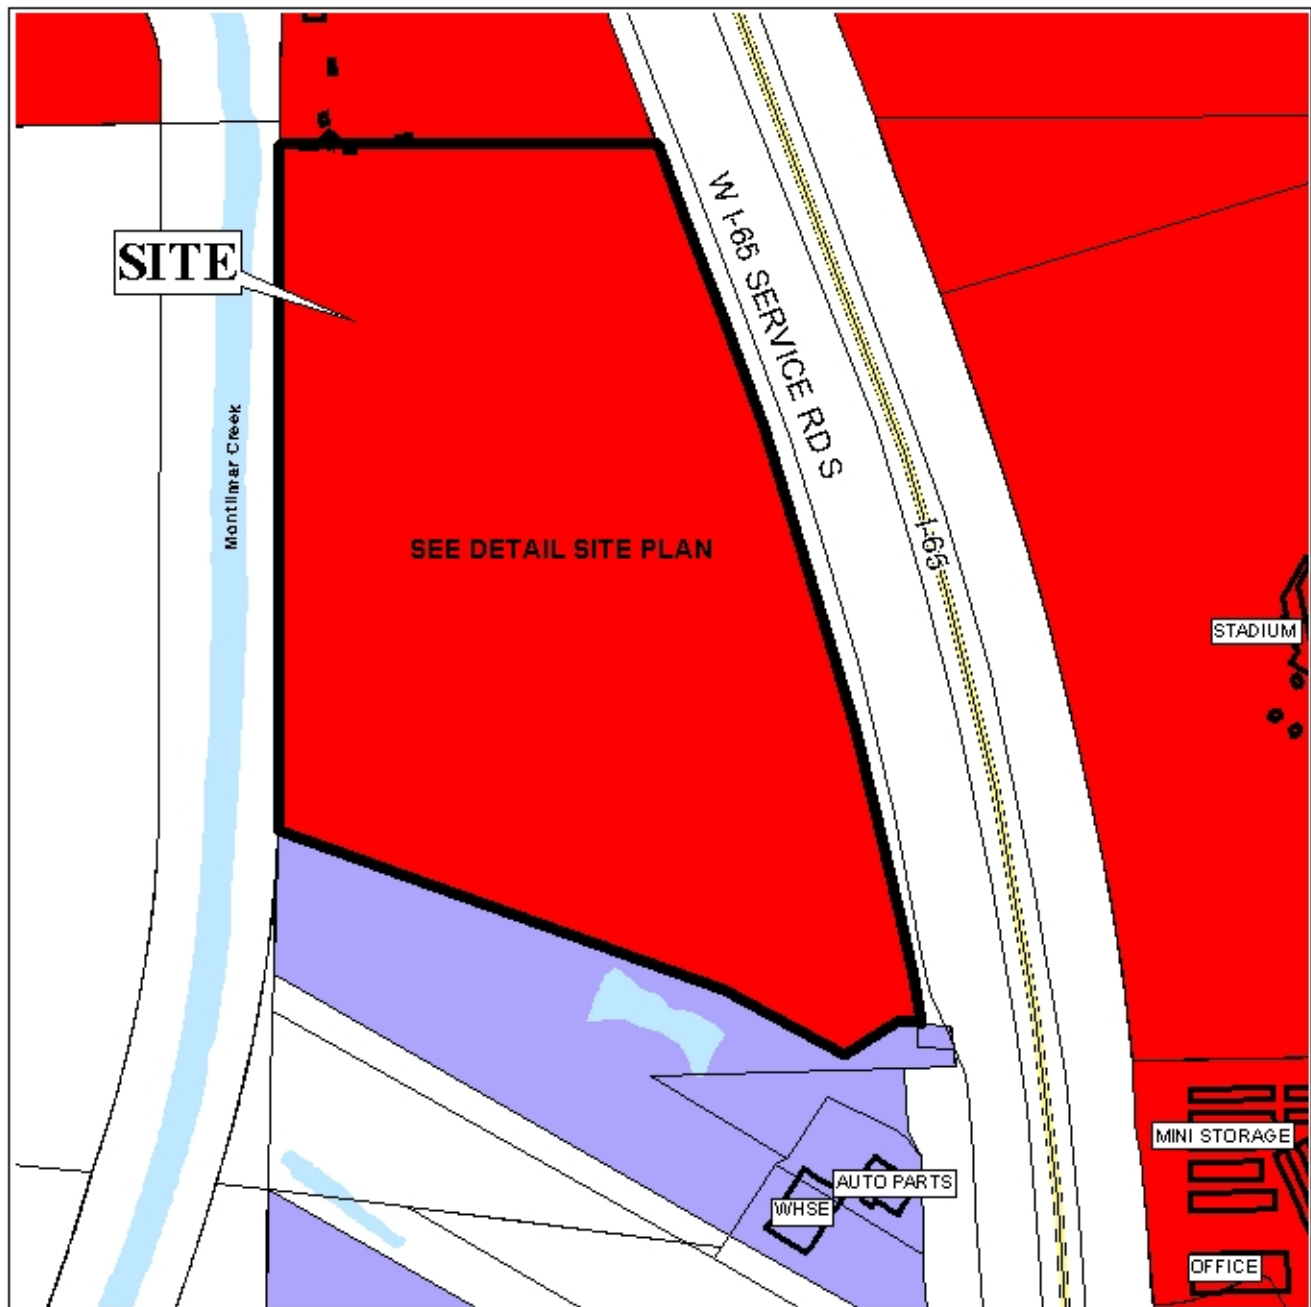 W I-65 SERVICE RD S
SITE
Montlimar Creek
SEE DETAIL SITE PLAN
I-65
STADIUM
MINI STORAGE
AUTO PARTS
WHSE
OFFICE